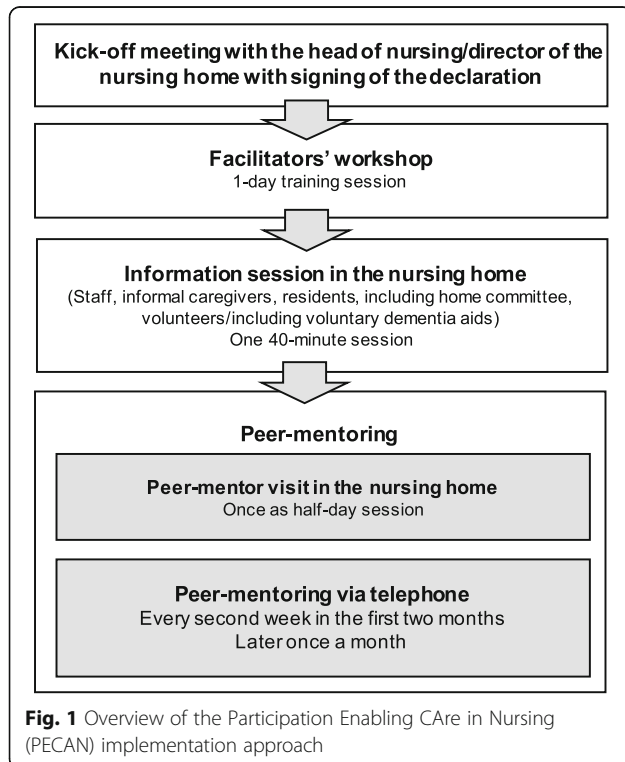 Kick-off meeting with the head of nursing/director of the
nursing home with signing of the declaration
Facilitators' workshop
1-day training session
Information session in the nursing home
(Staff, informal caregivers, residents, including home committee,
volunteers/including voluntary dementia aids)
One 40-minute session
Peer-mentoring
Peer-mentor visit in the nursing home
Once as half-day session
Peer-mentoring via telephone
Every second week in the first two months
Later once a month
Fig. 1 Overview of the Participation Enabling CAre in Nursing
(PECAN) implementation approach